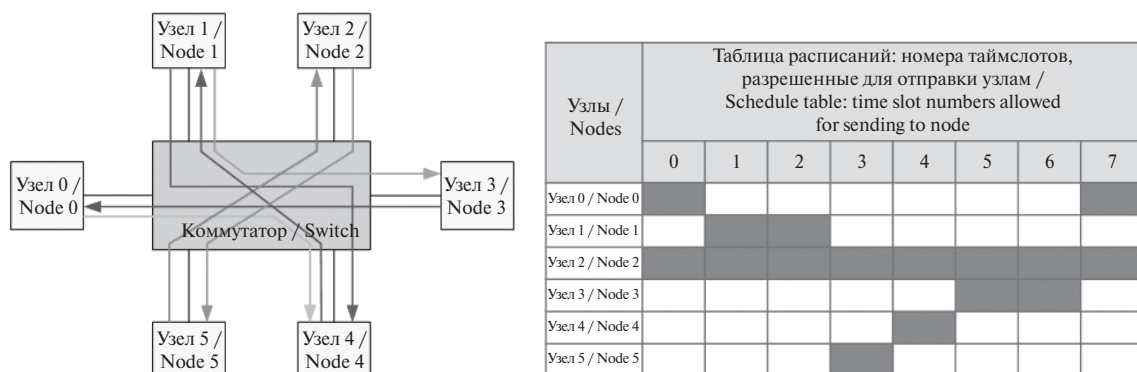 Узел 1 /
Node 1
Узел 2 /
Node 2
Узел 0 /
Node 0
Узел 3 /
Node 3
Коммутатор / Switch
Узел 5 /
Node 5
Узел 4 /
Node 4
Узлы /
Nodes
Таблица расписаний: номера таймслотов,
разрешенные для отправки узлам /
Schedule table: time slot numbers allowed
for sending to node
0 1 2 3 4 5 6 7
Узел 0 / Node 0
Узел 1 / Node 1
Узел 2 / Node 2
Узел 3 / Node 3
Узел 4 / Node 4
Узел 5 / Node 5